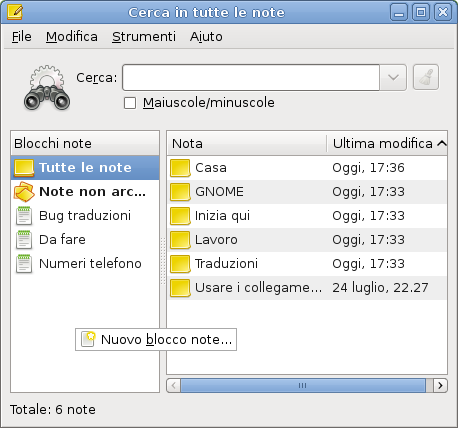 Cerca in tutte le note
File Modifica Strumenti Aiuto
Cerca:
Maiuscole/minuscole
Blocchi note
Tutte le note
Note non arc...
Bug traduzioni
Da fare
Numeri telefono
Nuovo blocco note...
Nota Ultima modifica
Casa Oggi, 17:36
GNOME Oggi, 17:33
Inizia qui Oggi, 17:33
Lavoro Oggi, 17:33
Traduzioni Oggi, 17:33
Usare i collegame... 24 luglio, 22.27
Totale: 6 note